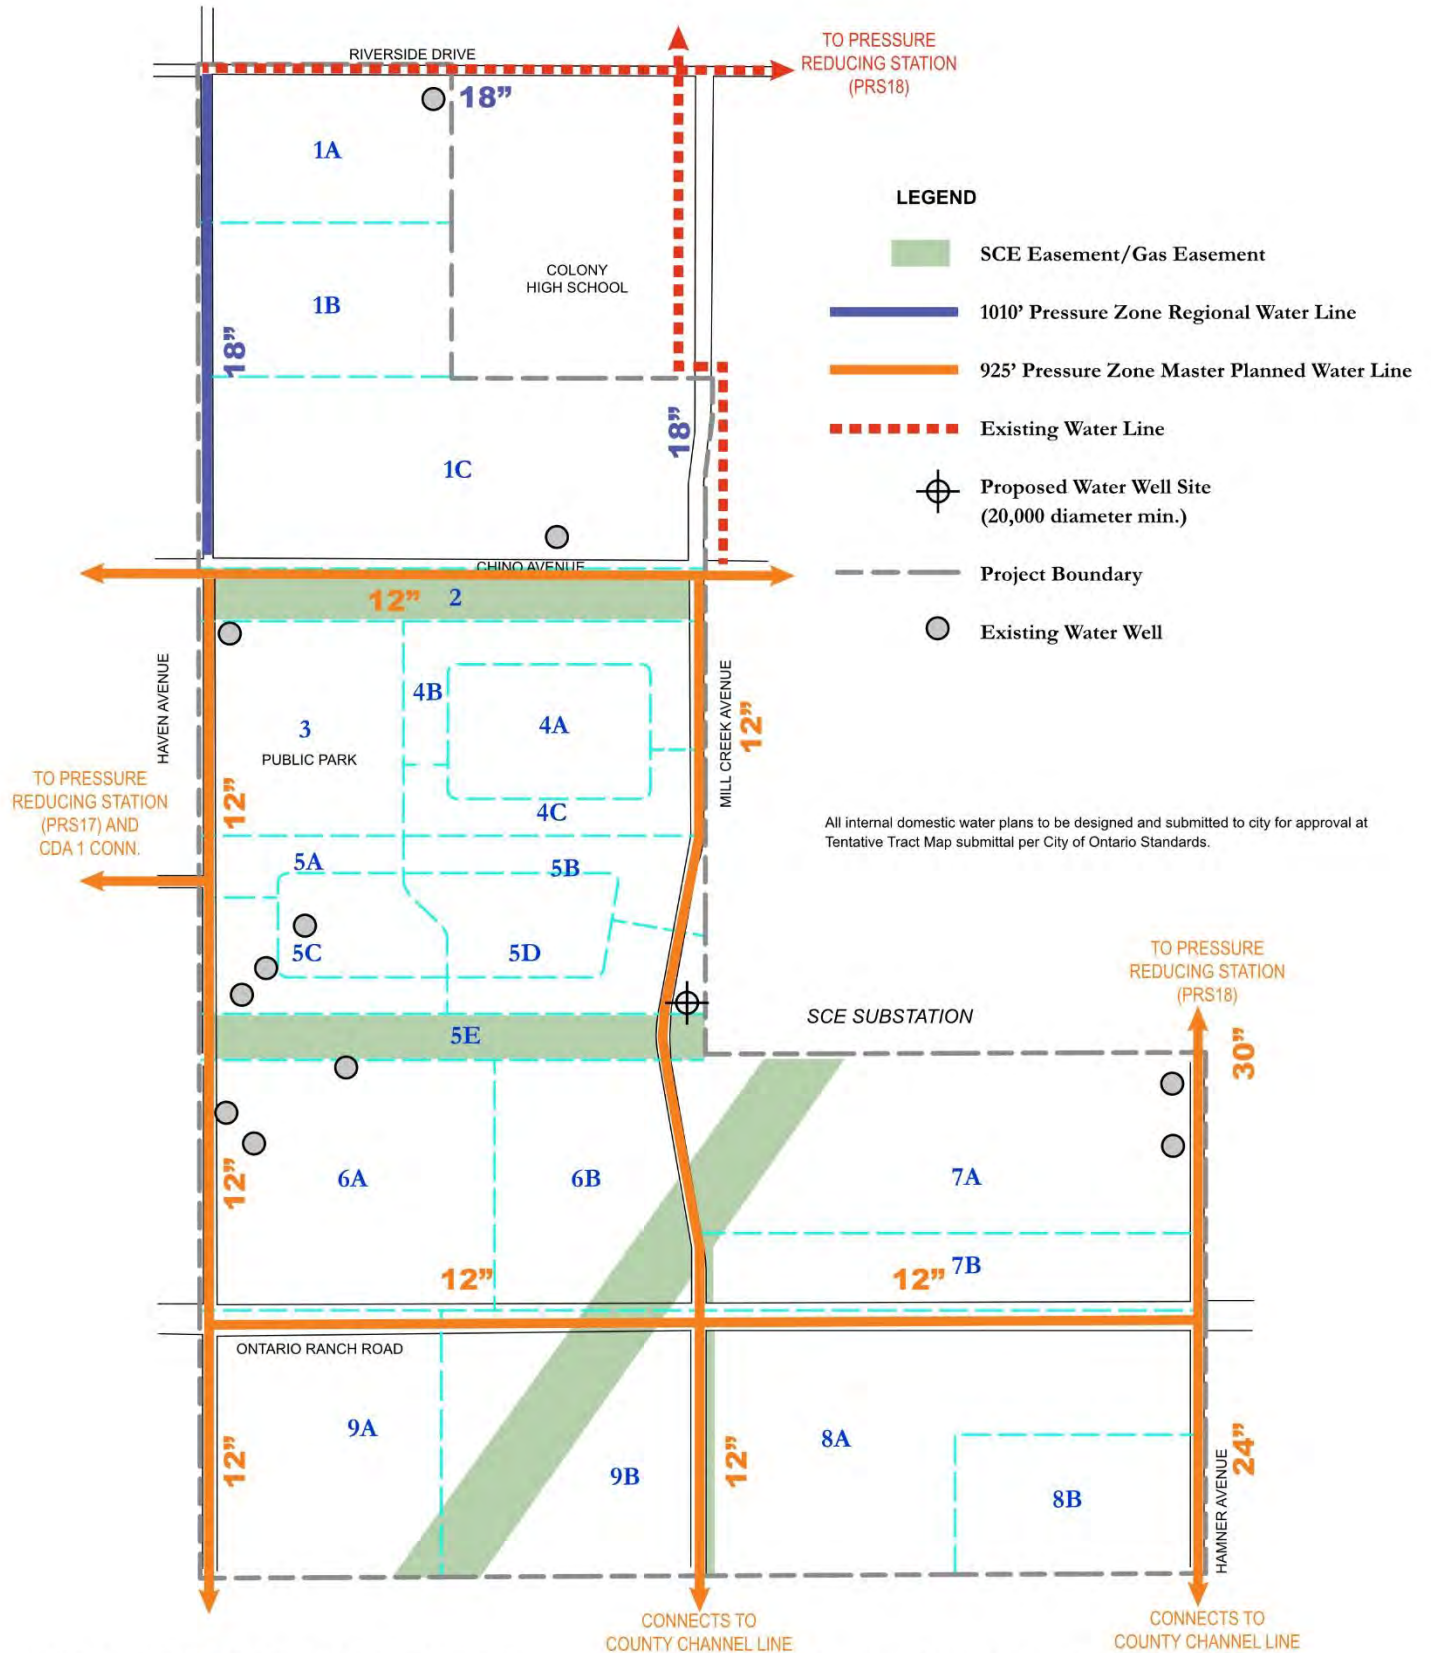 RIVERSIDE DRIVE
TO PRESSURE
REDUCING STATION
(PRS18)
18”
1A
LEGEND
SCE Easement/Gas Easement
1010’ Pressure Zone Regional Water Line
925’ Pressure Zone Master Planned Water Line
Existing Water Line
Proposed Water Well Site
(20,000 diameter min.)
Project Boundary
Existing Water Well
COLONY
HIGH SCHOOL
1B
18”
18”
1C
CHINO AVENUE
12”
2
HAVEN AVENUE
4B
4A
3
PUBLIC PARK
MILL CREEK AVENUE
12”
TO PRESSURE
REDUCING STATION
(PRS17) AND
CDA 1 CONN.
12”
4C
All internal domestic water plans to be designed and submitted to city for approval at
Tentative Tract Map submittal per City of Ontario Standards.
5A
5B
5C
5D
TO PRESSURE
REDUCING STATION
(PRS18)
SCE SUBSTATION
5E
30”
12”
6A
6B
7A
12”
12”
7B
ONTARIO RANCH ROAD
9A
12”
9B
12”
8A
8B
24”
HAMNER AVENUE
CONNECTS TO
COUNTY CHANNEL LINE
CONNECTS TO
COUNTY CHANNEL LINE